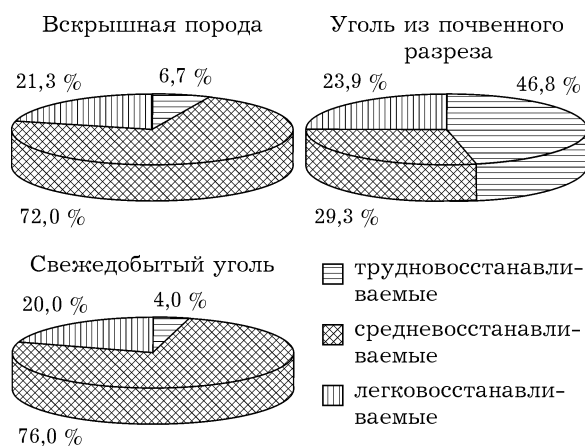 Вскрышная порода
21,3 %
6,7 %
72,0 %
Уголь из почвенного
разреза
23,9 %
46,8 %
29,3 %
Свежедобытый уголь
20,0 %
4,0 %
76,0 %
трудновосстанавли-
ваемые
средневосстанавли-
ваемые
легковосстанавли-
ваемые